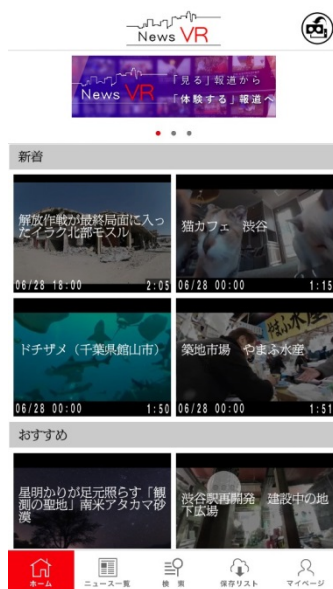 News VR
News VR
「見る」報道から
「体験する」報道へ
新着
解放作戦が最終局面に入っ
たイラク北部モスル
06/28 18:00
2:05
猫カフェ 渋谷
06/28 00:00
1:15
ドチザメ（千葉県館山市）
06/28 00:00
1:50
築地市場 やまふ水産
06/28 00:00
1:51
おすすめ
星明かりが足元照らす「観
測の聖地」南米アタカマ砂
漠
渋谷駅再開発 建設中の地
下広場
ホーム
ニュース一覧
検 索
保存リスト
マイページ